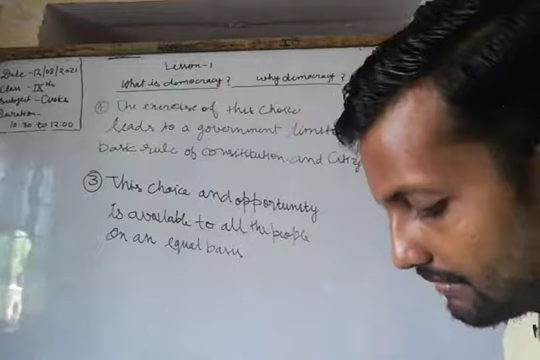 Date - 12/08/2021
Class - IXth
Subject - Civics
Duration
10.30 to 12:00
Lesson-1
What is democracy? why democracy?
The exercise of this choice
leads to a government
basic rule of constitution and
③ This choice and opportunity
is available to all the people
on an equal basis